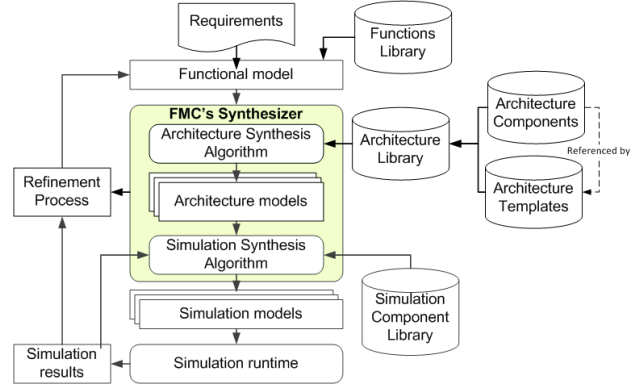 Requirements
Functions
Library
Functional model
FMC's Synthesizer
Architecture Synthesis
Algorithm
Architecture
Library
Architecture
Components
Referenced by
Architecture
Templates
Refinement
Process
Architecture models
Simulation Synthesis
Algorithm
Simulation
Component
Library
Simulation models
Simulation
results
Simulation runtime